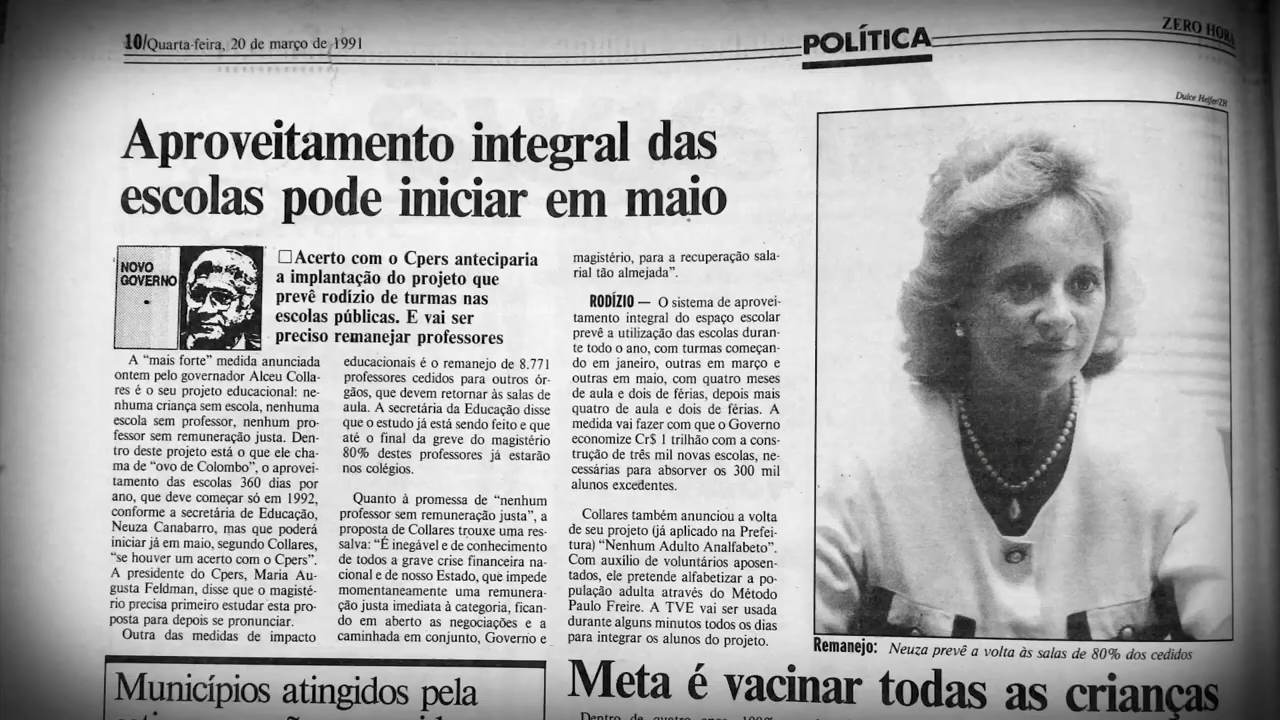 10/Quarta-feira, 20 de março de 1991
POLÍTICA
ZERO HORA
Dulce Helfer/ZH
Aproveitamento integral das
escolas pode iniciar em maio
NOVO
GOVERNO
Acerto com o Cpers anteciparia
a implantação do projeto que
prevê rodízio de turmas nas
escolas públicas. E vai ser
preciso remanejar professores
A “mais forte” medida anunciada
ontem pelo governador Alceu Colla-
res é o seu projeto educacional: ne-
nhuma criança sem escola, nenhuma
escola sem professor, nenhum pro-
fessor sem remuneração justa. Den-
tro deste projeto está o que ele cha-
ma de “ovo de Colombo”, o aprovei-
tamento das escolas 360 dias por
ano, que deve começar só em 1992,
conforme a secretária de Educação,
Neuza Canabarro, mas que poderá
iniciar já em maio, segundo Collares,
“se houver um acerto com o Cpers”.
A presidente do Cpers, Maria Au-
gusta Feldman, disse que o magisté-
rio precisa primeiro estudar esta pro-
posta para depois se pronunciar.
Outra das medidas de impacto
educacionais é o remanejo de 8.771
professores cedidos para outros ór-
gãos, que devem retornar às salas de
aula. A secretária da Educação disse
que o estudo já está sendo feito e que
até o final da greve do magistério
80% destes professores já estarão
nos colégios.
Quanto à promessa de “nenhum
professor sem remuneração justa”, a
proposta de Collares trouxe uma res-
salva: “É inegável e de conhecimento
de todos a grave crise financeira na-
cional e de nosso Estado, que impede
momentaneamente uma remunera-
ção justa imediata à categoria, fican-
do em aberto as negociações e a
caminhada em conjunto, Governo e
magistério, para a recuperação sala-
rial tão almejada”.
RODÍZIO — O sistema de aprovei-
tamento integral do espaço escolar
prevê a utilização das escolas duran-
te todo o ano, com turmas começan-
do em janeiro, outras em março e
outras em maio, com quatro meses
de aula e dois de férias, depois mais
quatro de aula e dois de férias. A
medida vai fazer com que o Governo
economize Cr$ 1 trilhão com a cons-
trução de três mil novas escolas, ne-
cessárias para absorver os 300 mil
alunos excedentes.
Collares também anunciou a volta
de seu projeto (já aplicado na Prefei-
tura) “Nenhum Adulto Analfabeto”.
Com auxílio de voluntários aposen-
tados, ele pretende alfabetizar a po-
pulação adulta através do Método
Paulo Freire. A TVE vai ser usada
durante alguns minutos todos os dias
para integrar os alunos do projeto.
Remanejo: Neuza prevê a volta às salas de 80% dos cedidos
Municípios atingidos pela
Meta é vacinar todas as crianças